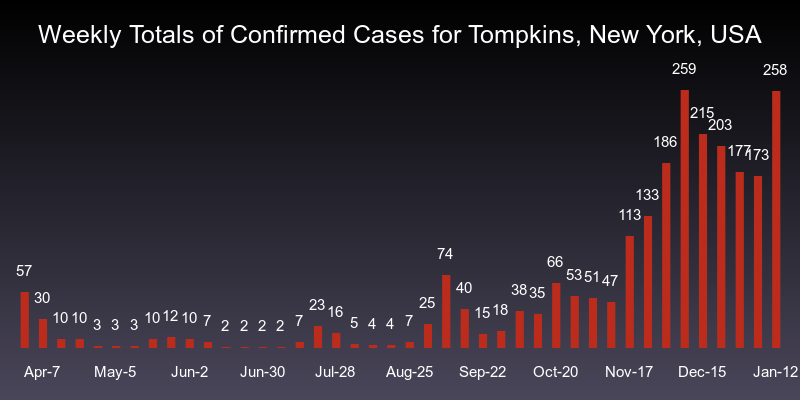 Weekly Totals of Confirmed Cases for Tompkins, New York, USA
57 30 10 10 3 3 3 10 12 10 7 2 2 2 2 7 23 16 5 4 4 7 25 74 40 15 18 38 35 66 53 51 47 113 133 186 259 215 203 177 173 258
Apr-7 May-5 Jun-2 Jun-30 Jul-28 Aug-25 Sep-22 Oct-20 Nov-17 Dec-15 Jan-12